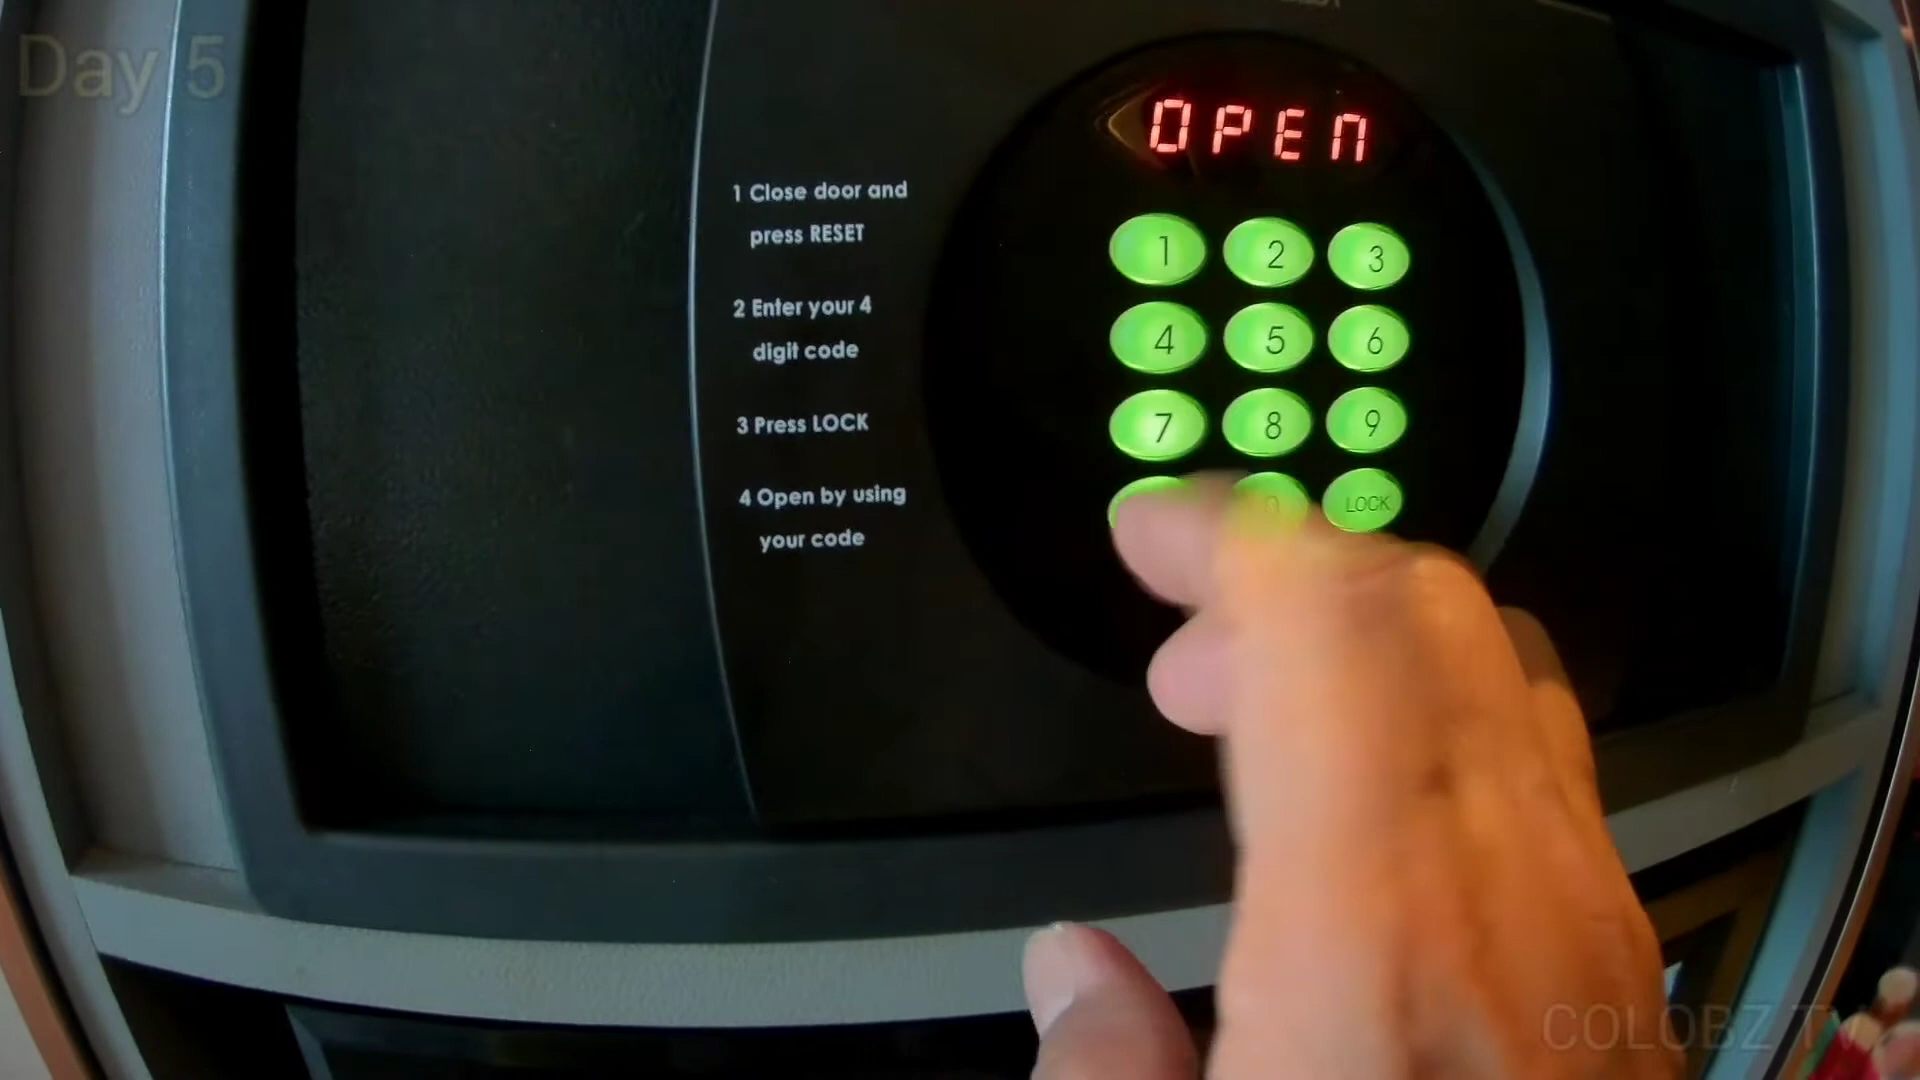 Day 5
OPEN
1 Close door and
press RESET
2 Enter your 4
digit code
3 Press LOCK
4 Open by using
your code
1 2 3
4 5 6
7 8 9
0 LOCK
COLOBZ TV